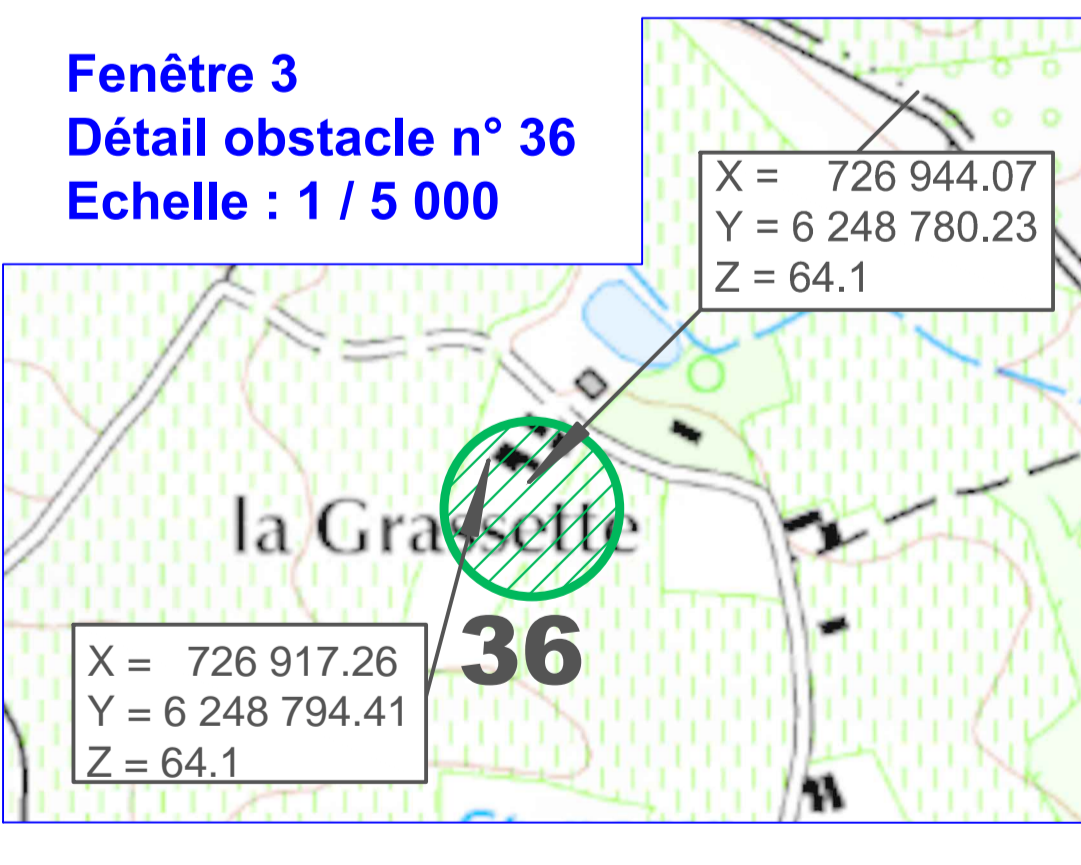 Fenêtre 3
Détail obstacle n° 36
Echelle : 1 / 5 000
X = 726 944.07
Y = 6 248 780.23
Z = 64.1
la Grassette
36
X = 726 917.26
Y = 6 248 794.41
Z = 64.1